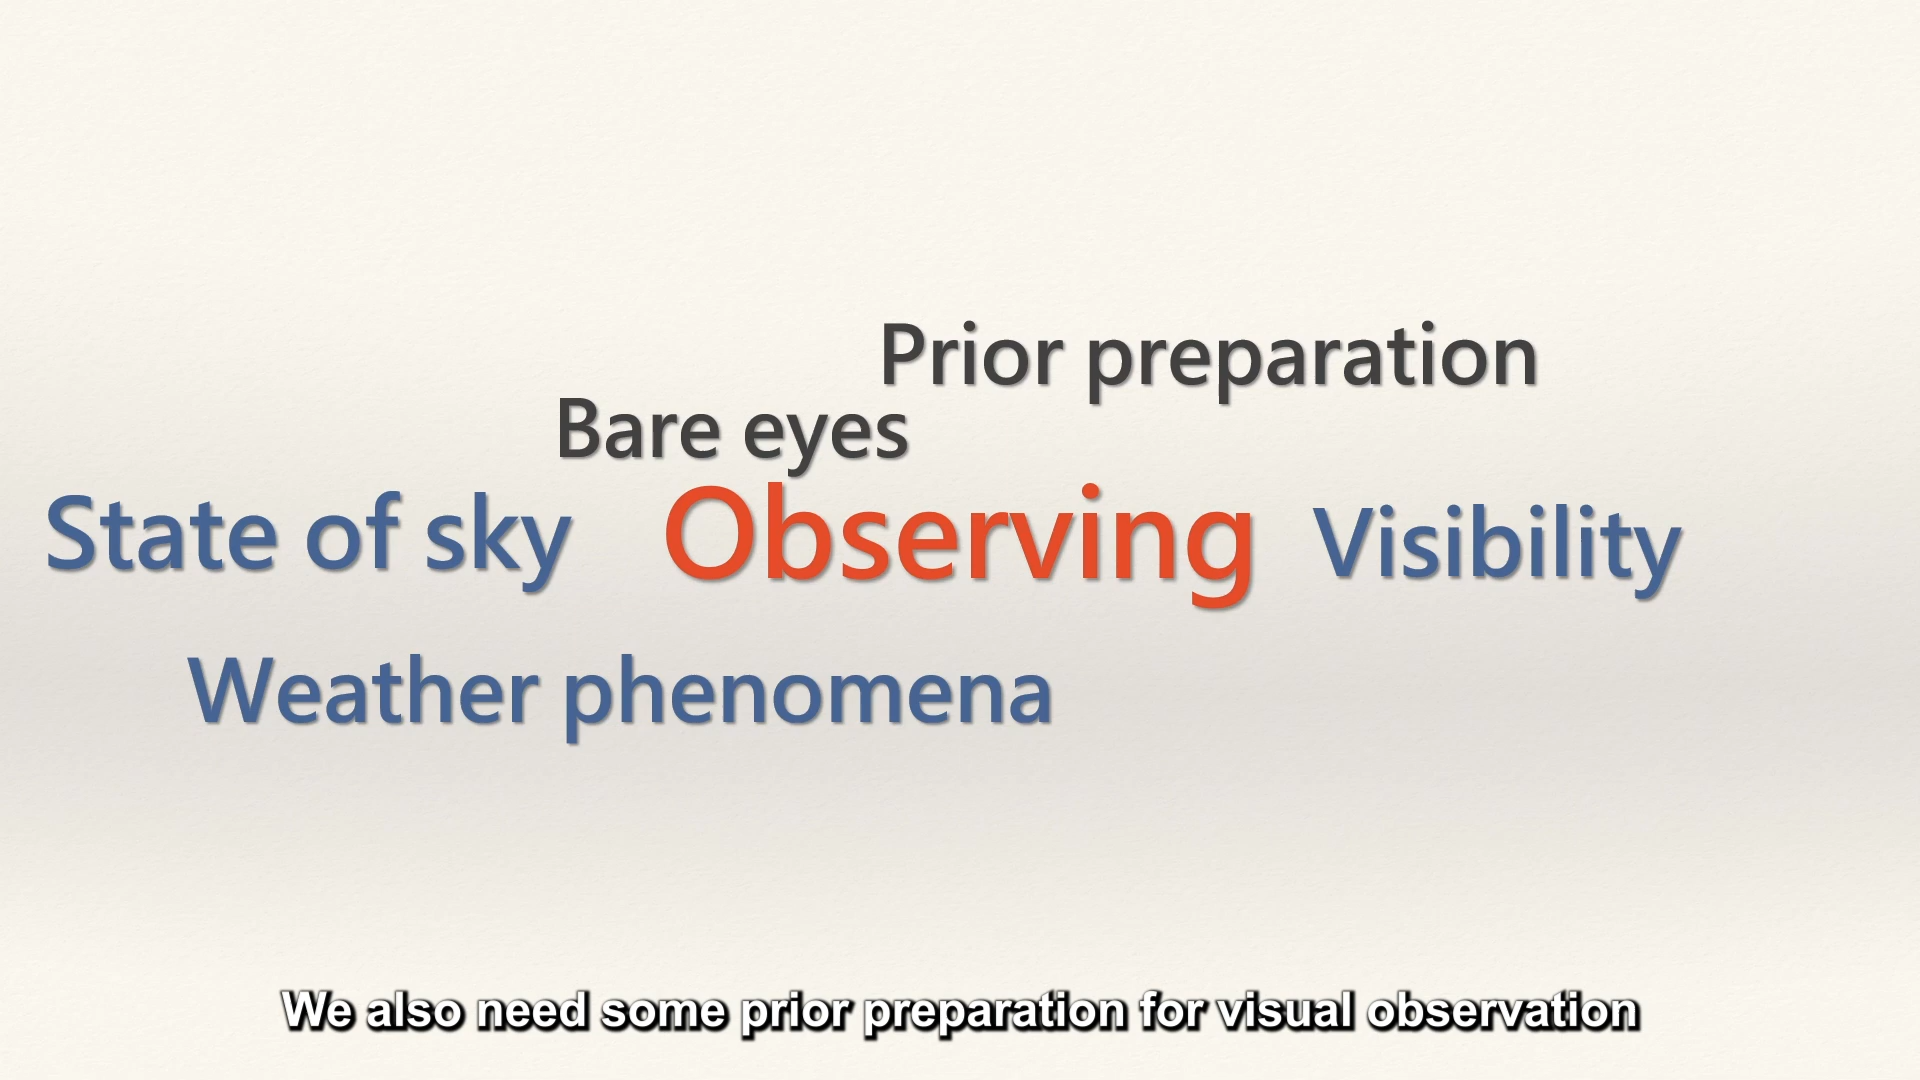 Prior preparation
Bare eyes
State of sky
Observing
Visibility
Weather phenomena
We also need some prior preparation for visual observation